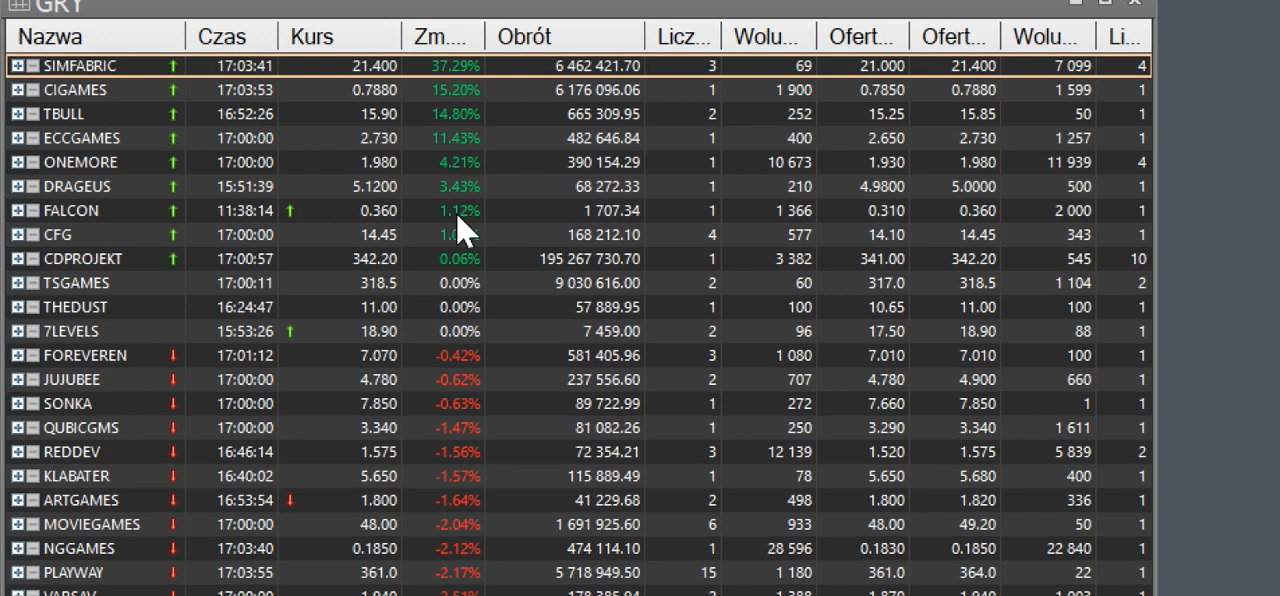 GRY
Nazwa Czas Kurs Zm.... Obrót Licz... Wolu... Ofert... Ofert... Wolu... Li...
SIMFABRIC 17:03:41 21.400 37.29% 6 462 421.70 3 69 21.000 21.400 7 099 4
CIGAMES 17:03:53 0.7880 15.20% 6 176 096.06 1 1 900 0.7850 0.7880 1 599 1
TBULL 16:52:26 15.90 14.80% 665 309.95 2 252 15.25 15.85 50 1
ECCGAMES 17:00:00 2.730 11.43% 482 646.84 1 400 2.650 2.730 1 257 1
ONEMORE 17:00:00 1.980 4.21% 390 154.29 1 10 673 1.930 1.980 11 939 4
DRAGEUS 15:51:39 5.1200 3.43% 68 272.33 1 210 4.9800 5.0000 500 1
FALCON 11:38:14 0.360 1.12% 1 707.34 1 1 366 0.310 0.360 2 000 1
CFG 17:00:00 14.45 168 212.10 4 577 14.10 14.45 343 1
CDPROJEKT 17:00:57 342.20 0.06% 195 267 730.70 1 3 382 341.00 342.20 545 10
TSGAMES 17:00:11 318.5 0.00% 9 030 616.00 2 60 317.0 318.5 1 104 2
THEDUST 16:24:47 11.00 0.00% 57 889.95 1 100 10.65 11.00 100 1
7LEVELS 15:53:26 18.90 0.00% 7 459.00 2 96 17.50 18.90 88 1
FOREVEREN 17:01:12 7.070 -0.42% 581 405.96 3 1 080 7.010 7.010 100 1
JUJUBEE 17:00:00 4.780 -0.62% 237 556.60 2 707 4.780 4.900 660 1
SONKA 17:00:00 7.850 -0.63% 89 722.99 1 272 7.660 7.850 1 1
QUBICGMS 17:00:00 3.340 -1.47% 81 082.26 1 250 3.290 3.340 1 611 1
REDDEV 16:46:14 1.575 -1.56% 72 354.21 3 12 139 1.520 1.575 5 839 2
KLABATER 16:40:02 5.650 -1.57% 115 889.49 1 78 5.650 5.680 400 1
ARTGAMES 16:53:54 1.800 -1.64% 41 229.68 2 498 1.800 1.820 336 1
MOVIEGAMES 17:00:00 48.00 -2.04% 1 691 925.60 6 933 48.00 49.20 50 1
NGGAMES 17:03:40 0.1850 -2.12% 474 114.10 1 28 596 0.1830 0.1850 22 840 1
PLAYWAY 17:03:55 361.0 -2.17% 5 718 949.50 15 1 180 361.0 364.0 22 1